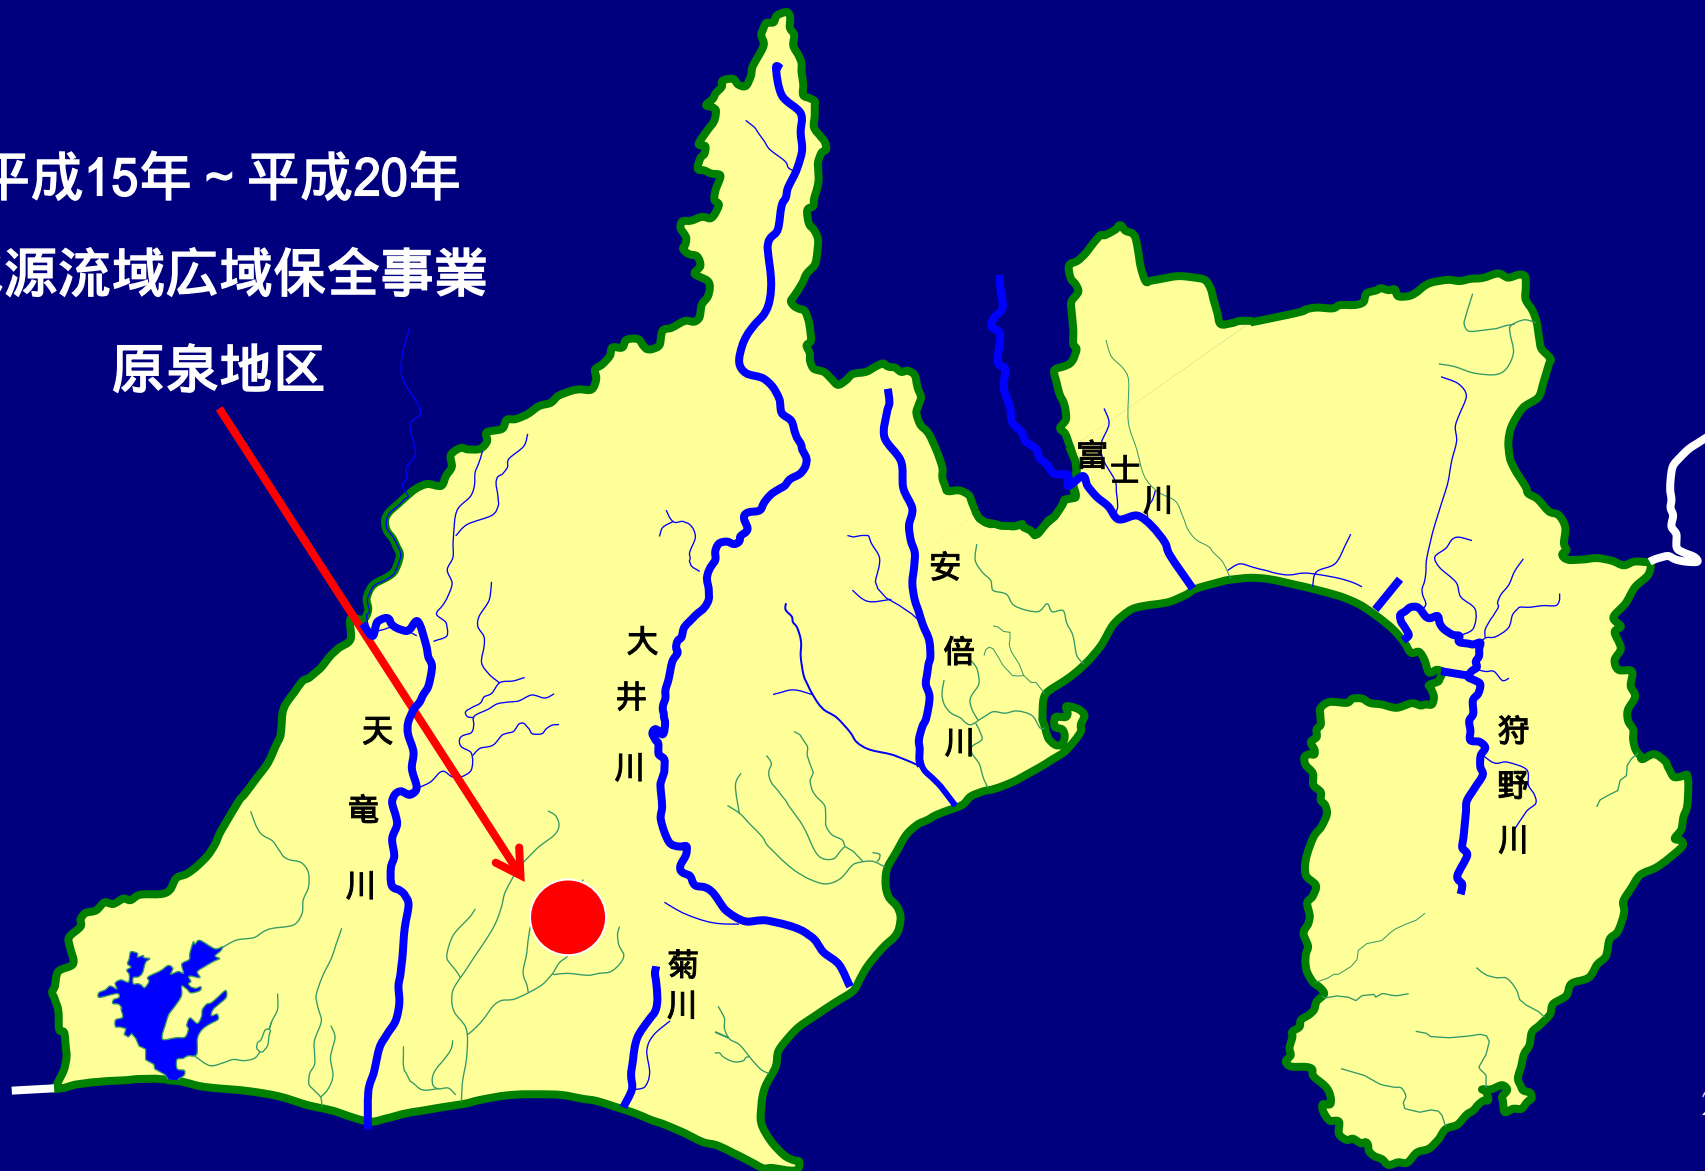 平成15年 ~ 平成20年
源流域広域保全事業
原泉地区
富士川
安倍川
大井川
天竜川
狩野川
菊川